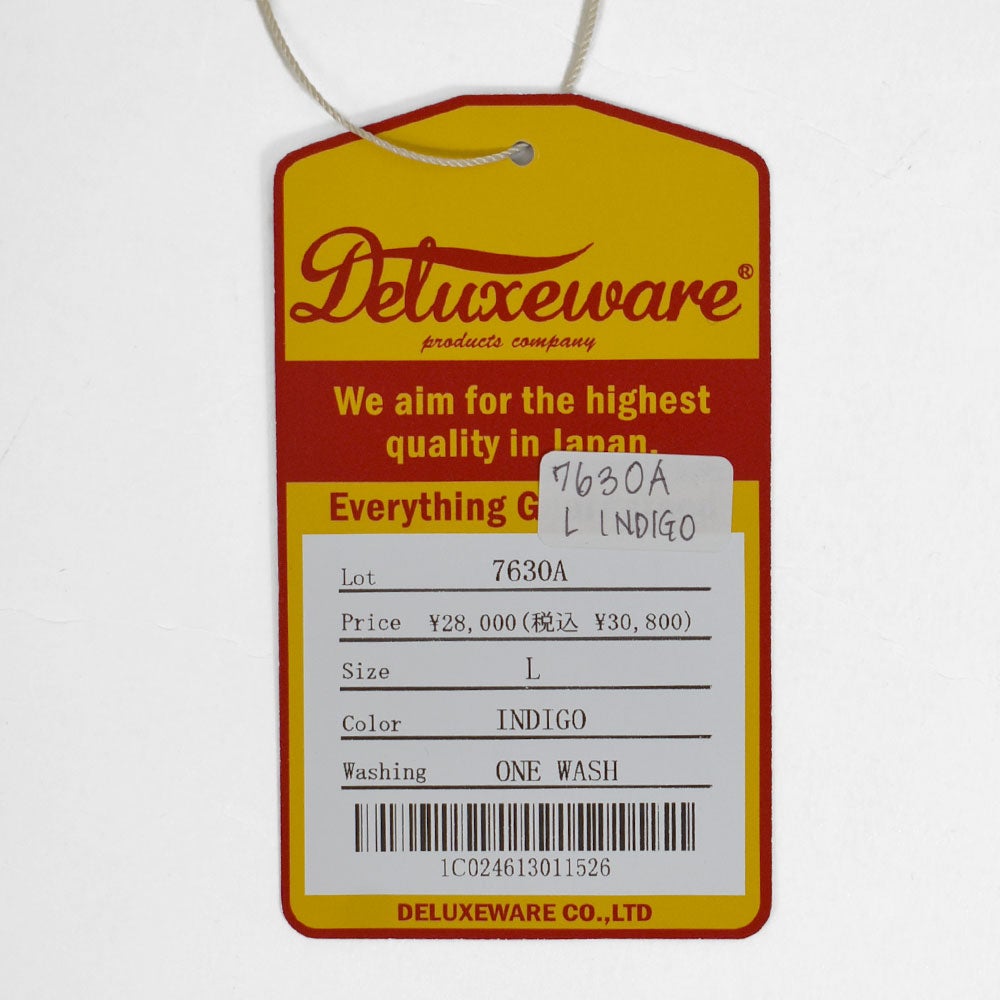 Deluxeware®
products company
We aim for the highest
quality in Japan.
7630A
L INDIGO
Everything
Lot 7630A
Price ¥28,000(税込 ¥30,800)
Size L
Color INDIGO
Washing ONE WASH
1C024613011526
DELUXEWARE CO.,LTD